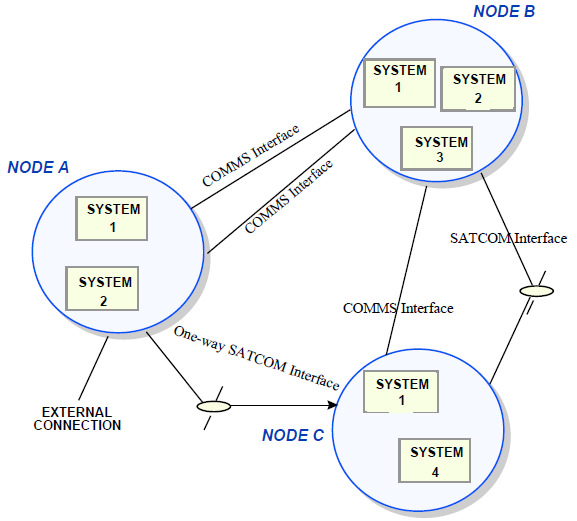 NODE B
SYSTEM
1
SYSTEM
2
SYSTEM
3
COMMS Interface
COMMS Interface
NODE A
SYSTEM
1
SYSTEM
2
SATCOM Interface
COMMS Interface
One-way SATCOM Interface
EXTERNAL
CONNECTION
NODE C
SYSTEM
1
SYSTEM
4